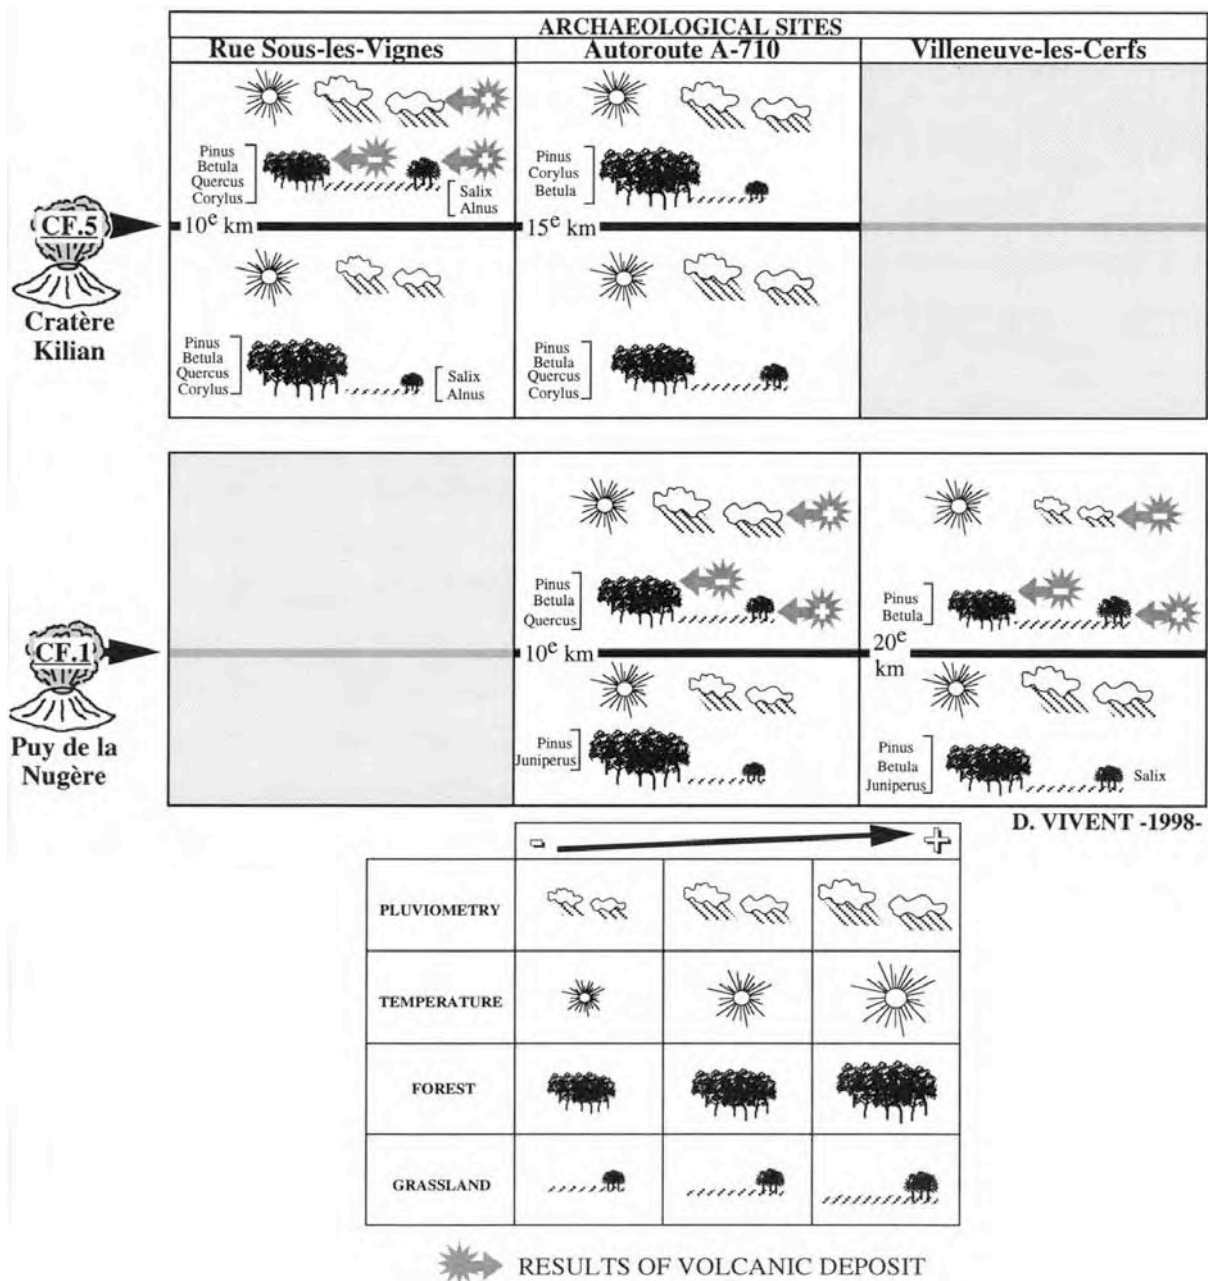 ARCHAEOLOGICAL SITES
Rue Sous-les-Vignes
Autoroute A-710
Villeneuve-les-Cerfs
Pinus
Betula
Quercus
Corylus
Salix
Alnus
Pinus
Corylus
Betula
CF.5
10e km
15e km
Cratère
Kilian
Pinus
Betula
Quercus
Corylus
Salix
Alnus
Pinus
Betula
Quercus
Corylus
Pinus
Betula
Quercus
Pinus
Betula
CF.1
10e km
20e
km
Puy de la
Nugère
Pinus
Juniperus
Pinus
Betula
Juniperus
Salix
D. VIVENT -1998-
- +
PLUVIOMETRY
TEMPERATURE
FOREST
GRASSLAND
RESULTS OF VOLCANIC DEPOSIT